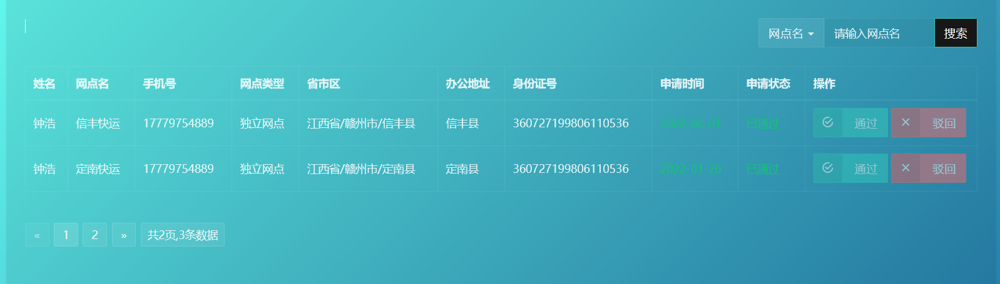 网点名 请输入网点名 搜索
姓名 网点名 手机号 网点类型 省市区 办公地址 身份证号 申请时间 申请状态 操作
钟浩 信丰快运 17779754889 独立网点 江西省/赣州市/信丰县 信丰县 360727199806110536 2022-02-01 已通过 通过 驳回
钟浩 定南快运 17779754889 独立网点 江西省/赣州市/定南县 定南县 360727199806110536 2022-01-26 已通过 通过 驳回
« 1 2 » 共2页,3条数据